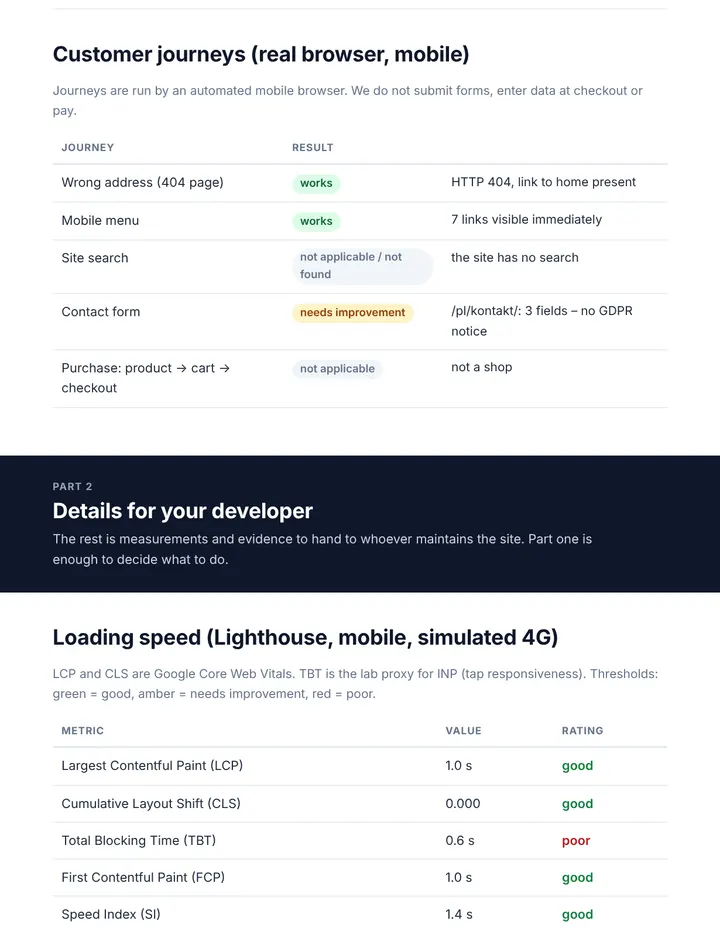 Customer journeys (real browser, mobile)
Journeys are run by an automated mobile browser. We do not submit forms, enter data at checkout or
pay.
JOURNEY RESULT
Wrong address (404 page) works HTTP 404, link to home present
Mobile menu works 7 links visible immediately
Site search not applicable / not found the site has no search
Contact form needs improvement /pl/kontakt/: 3 fields – no GDPR notice
Purchase: product → cart → checkout not applicable not a shop
PART 2
Details for your developer
The rest is measurements and evidence to hand to whoever maintains the site. Part one is
enough to decide what to do.
Loading speed (Lighthouse, mobile, simulated 4G)
LCP and CLS are Google Core Web Vitals. TBT is the lab proxy for INP (tap responsiveness). Thresholds:
green = good, amber = needs improvement, red = poor.
METRIC VALUE RATING
Largest Contentful Paint (LCP) 1.0 s good
Cumulative Layout Shift (CLS) 0.000 good
Total Blocking Time (TBT) 0.6 s poor
First Contentful Paint (FCP) 1.0 s good
Speed Index (SI) 1.4 s good